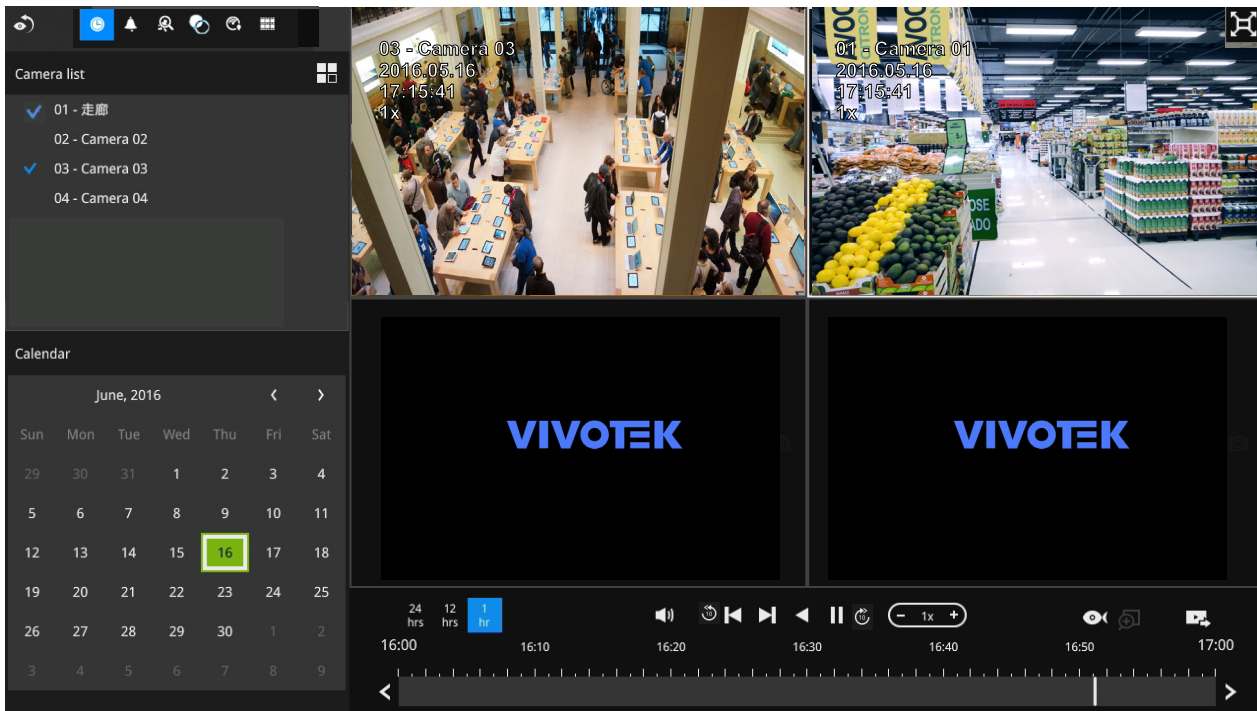 Camera list
01 - 走廊
02 - Camera 02
03 - Camera 03
04 - Camera 04
Calendar
June, 2016
Sun Mon Tue Wed Thu Fri Sat
29 30 31 1 2 3 4
5 6 7 8 9 10 11
12 13 14 15 16 17 18
19 20 21 22 23 24 25
26 27 28 29 30 1 2
3 4 5 6 7 8 9
03 - Camera 03
2016.05.16
17:15:41
1x
01 - Camera 01
2016.05.16
17:15:41
1x
OSE
ADO
VIVOTEK
VIVOTEK
24 hrs
12 hrs
1 hr
10
10
1x
16:00 16:10 16:20 16:30 16:40 16:50 17:00